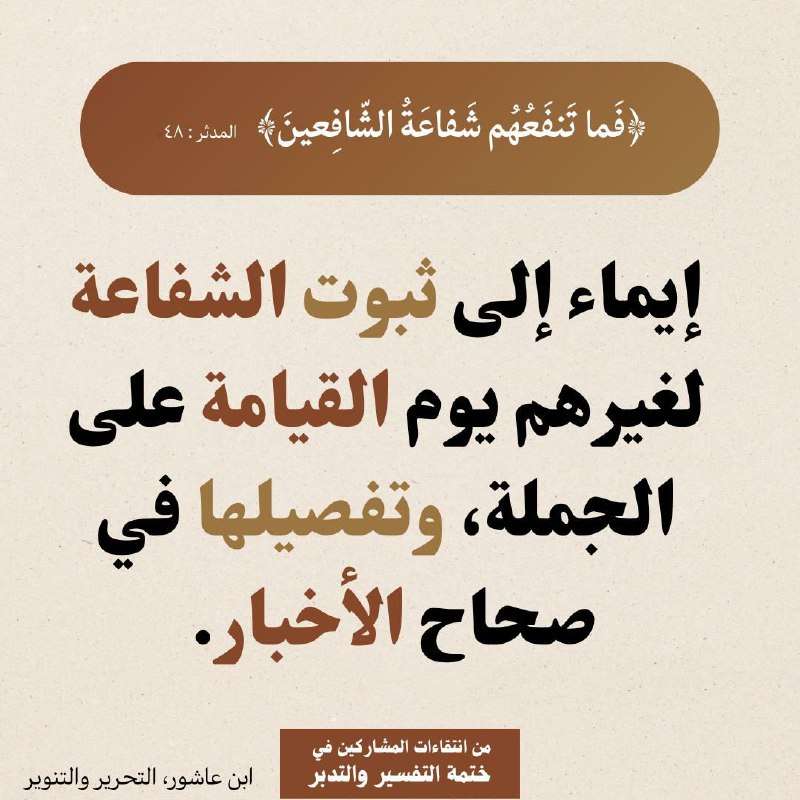 ﴿فَما تَنفَعُهُم شَفاعَةُ الشّافِعينَ﴾ المدثر : ٤٨
إيماء إلى ثبوت الشفاعة
لغيرهم يوم القيامة على
الجملة، وتفصيلها في
صحاح الأخبار.
من انتقاءات المشاركين في
ختمة التفسير والتدبر
ابن عاشور، التحرير والتنوير